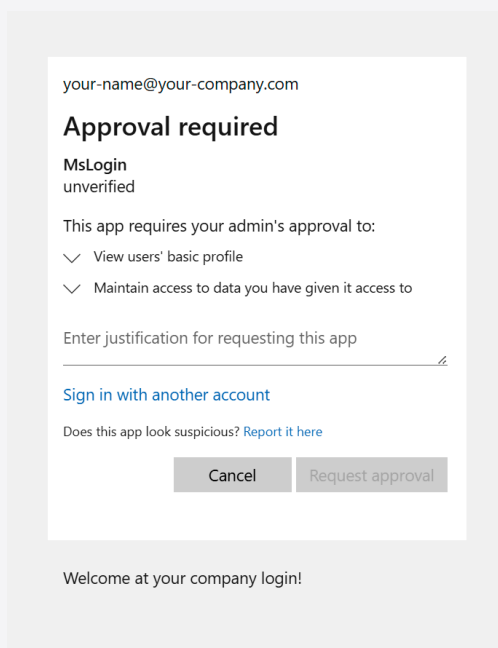 your-name@your-company.com
Approval required
MsLogin
unverified
This app requires your admin's approval to:
View users' basic profile
Maintain access to data you have given it access to
Enter justification for requesting this app
Sign in with another account
Does this app look suspicious? Report it here
Cancel
Request approval
Welcome at your company login!